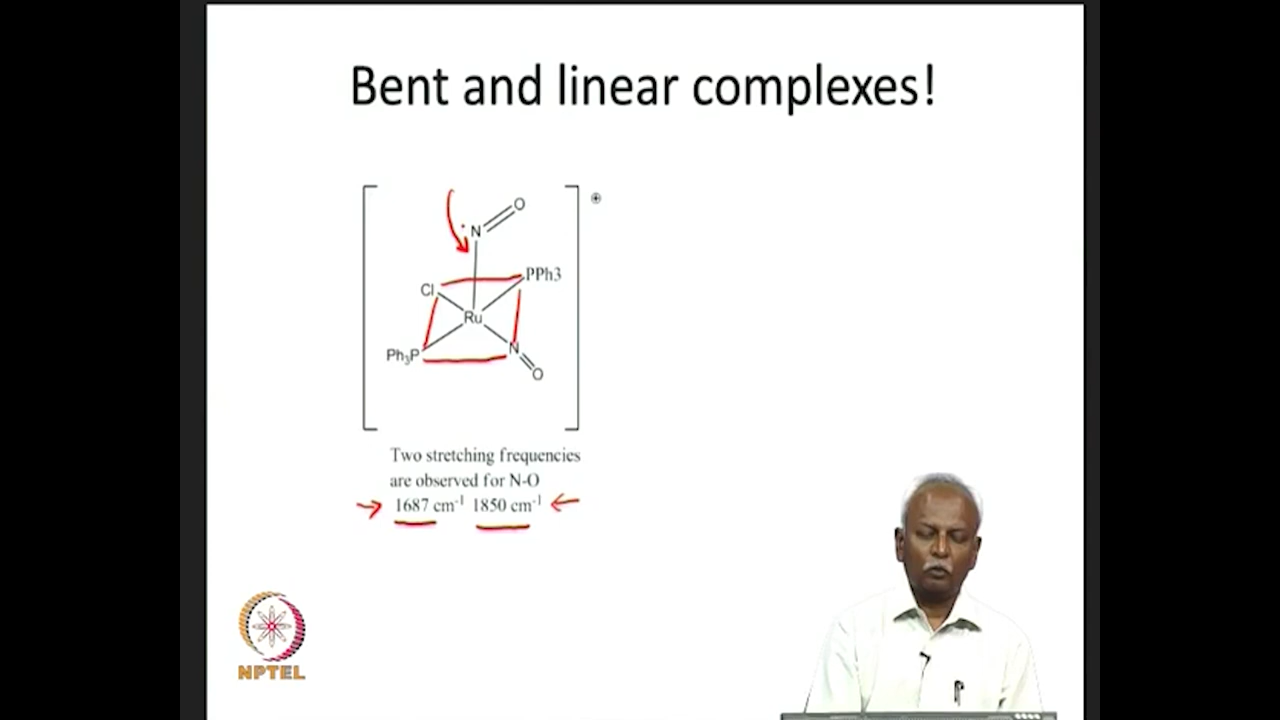 Bent and linear complexes!
⊕
N O
Cl PPh3
Ru
Ph₃P N
O
Two stretching frequencies
are observed for N-O
1687 cm⁻¹ 1850 cm⁻¹
NPTEL